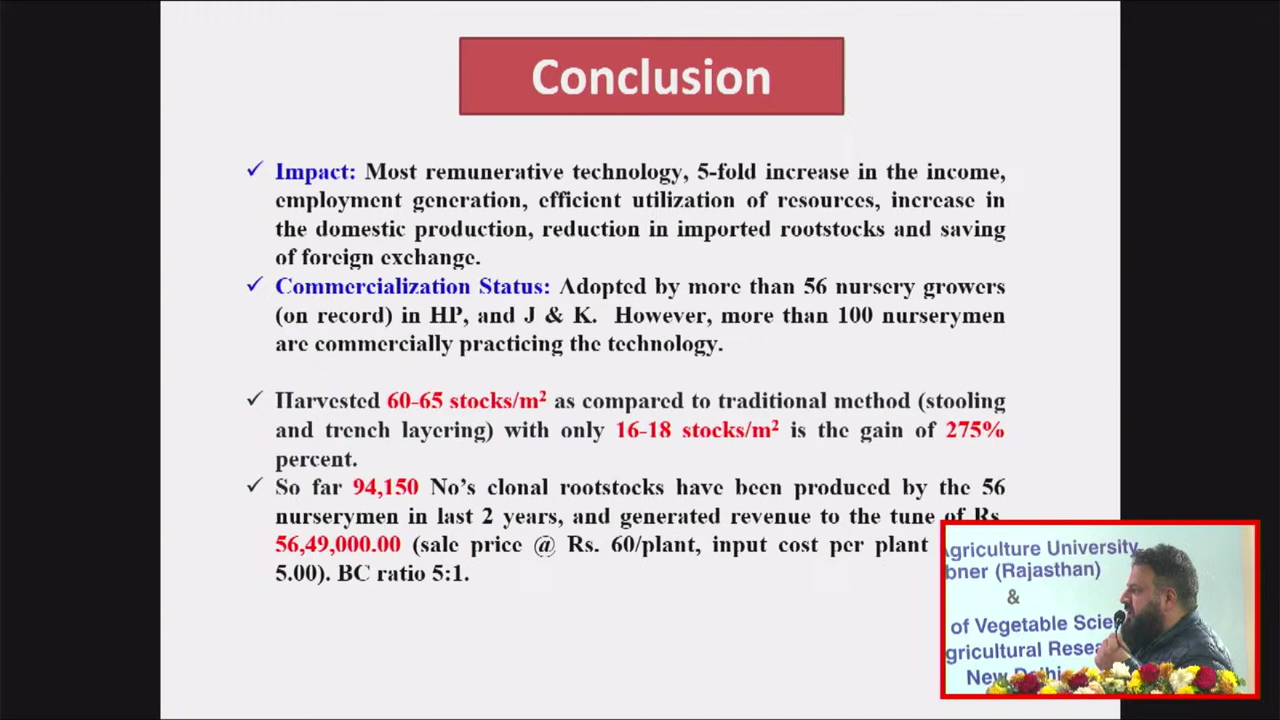 Conclusion
✓ Impact: Most remunerative technology, 5-fold increase in the income,
employment generation, efficient utilization of resources, increase in
the domestic production, reduction in imported rootstocks and saving
of foreign exchange.
✓ Commercialization Status: Adopted by more than 56 nursery growers
(on record) in HP, and J & K. However, more than 100 nurserymen
are commercially practicing the technology.
✓ Harvested 60-65 stocks/m² as compared to traditional method (stooling
and trench layering) with only 16-18 stocks/m² is the gain of 275%
percent.
✓ So far 94,150 No's clonal rootstocks have been produced by the 56
nurserymen in last 2 years, and generated revenue to the tune of Rs.
56,49,000.00 (sale price @ Rs. 60/plant, input cost per plant
5.00). BC ratio 5:1.
Agriculture University
bner (Rajasthan)
&
of Vegetable Scie
gricultural Resea
New Delhi